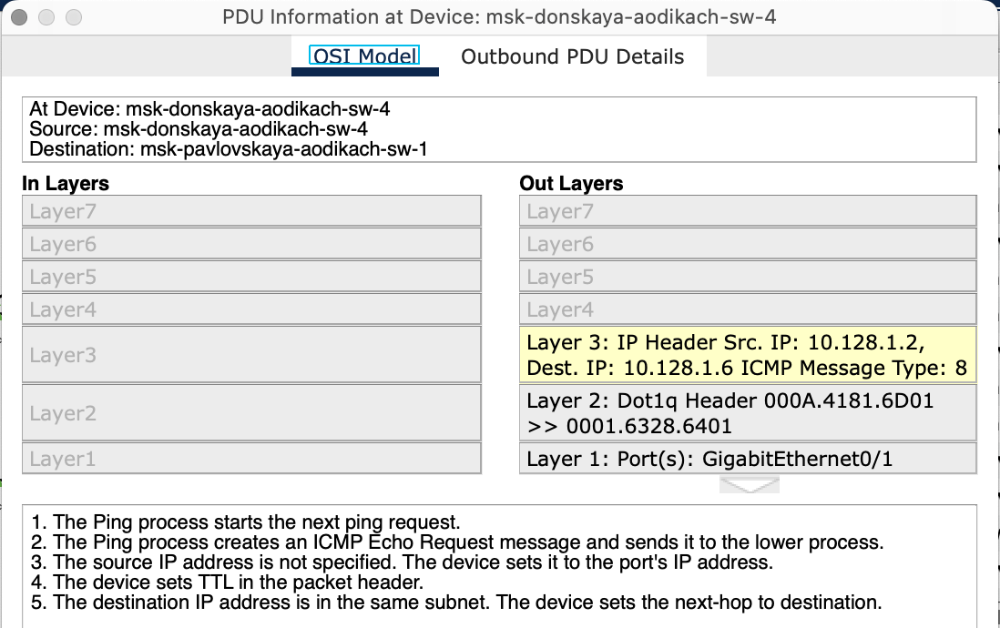 PDU Information at Device: msk-donskaya-aodikach-sw-4
OSI Model
Outbound PDU Details
At Device: msk-donskaya-aodikach-sw-4
Source: msk-donskaya-aodikach-sw-4
Destination: msk-pavlovskaya-aodikach-sw-1
In Layers
Layer7
Layer6
Layer5
Layer4
Layer3
Layer2
Layer1
Out Layers
Layer7
Layer6
Layer5
Layer4
Layer 3: IP Header Src. IP: 10.128.1.2,
Dest. IP: 10.128.1.6 ICMP Message Type: 8
Layer 2: Dot1q Header 000A.4181.6D01
>> 0001.6328.6401
Layer 1: Port(s): GigabitEthernet0/1
1. The Ping process starts the next ping request.
2. The Ping process creates an ICMP Echo Request message and sends it to the lower process.
3. The source IP address is not specified. The device sets it to the port's IP address.
4. The device sets TTL in the packet header.
5. The destination IP address is in the same subnet. The device sets the next-hop to destination.